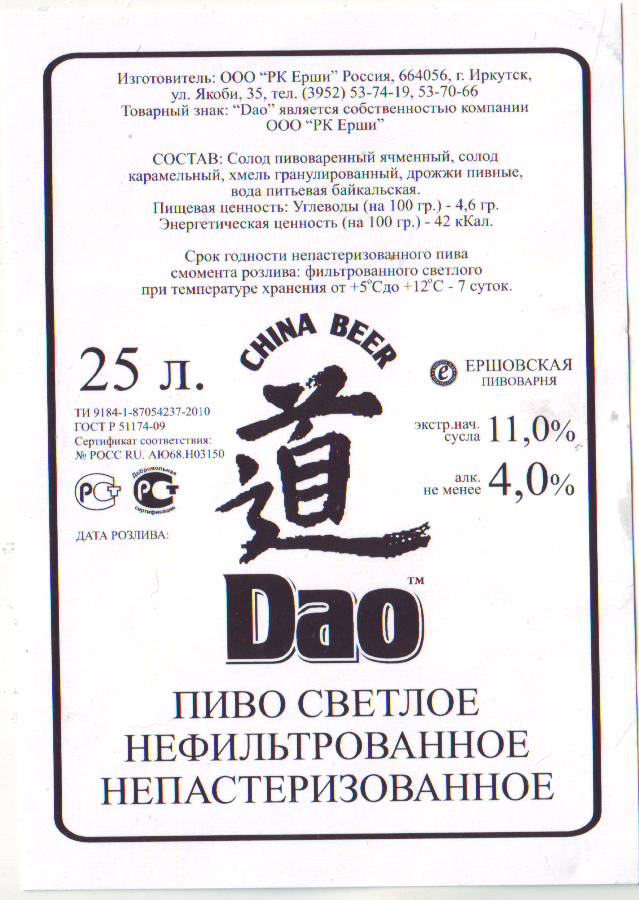 Изготовитель: ООО “РК Ерши” Россия, 664056, г. Иркутск,
ул. Якоби, 35, тел. (3952) 53-74-19, 53-70-66
Товарный знак: “Dao” является собственностью компании
ООО “РК Ерши”
СОСТАВ: Солод пивоваренный ячменный, солод
карамельный, хмель гранулированный, дрожжи пивные,
вода питьевая байкальская.
Пищевая ценность: Углеводы (на 100 гр.) - 4,6 гр.
Энергетическая ценность (на 100 гр.) - 42 кКал.
Срок годности непастеризованного пива
смомента розлива: фильтрованного светлого
при температуре хранения от +5°Сдо +12°С - 7 суток.
25 л.
ТИ 9184-1-87054237-2010
ГОСТ Р 51174-09
Сертификат соответствия:
№ РОСС RU. АЮ68.Н03150
РСТ
Добровольная
РСТ
сертификация
ДАТА РОЗЛИВА:
CHINA BEER
道
Dao™
е ЕРШОВСКАЯ
ПИВОВАРНЯ
экстр.нач.
сусла 11,0%
алк.
не менее 4,0%
ПИВО СВЕТЛОЕ
НЕФИЛЬТРОВАННОЕ
НЕПАСТЕРИЗОВАННОЕ